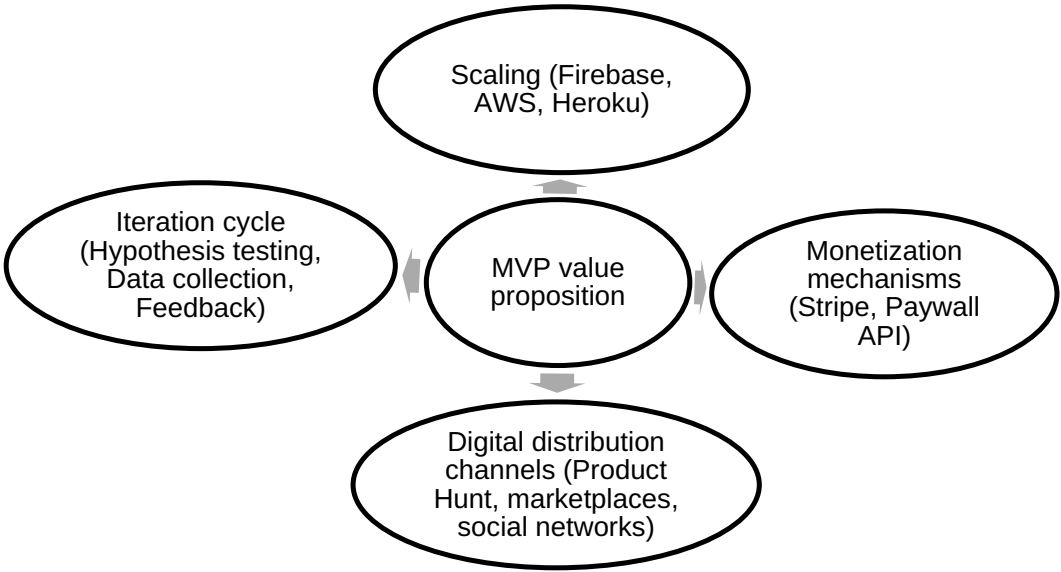 Scaling (Firebase,
AWS, Heroku)
Iteration cycle
(Hypothesis testing,
Data collection,
Feedback)
MVP value
proposition
Monetization
mechanisms
(Stripe, Paywall
API)
Digital distribution
channels (Product
Hunt, marketplaces,
social networks)